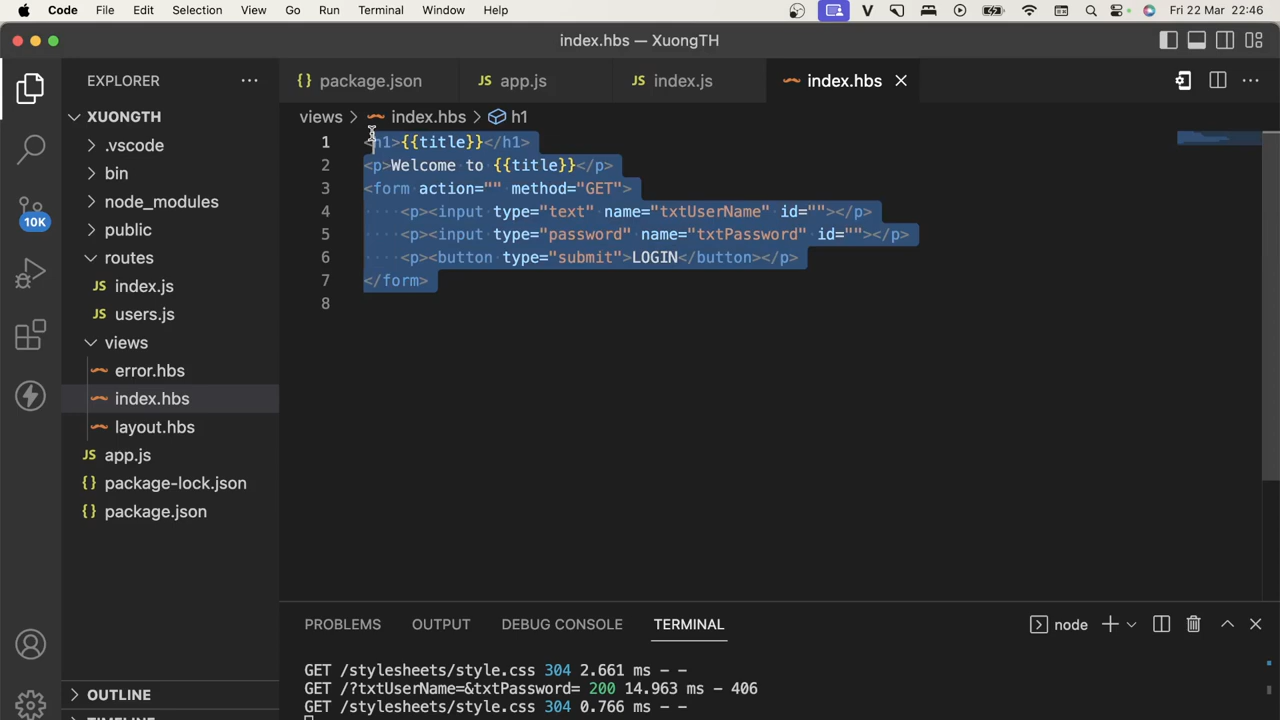 Code File Edit Selection View Go Run Terminal Window Help Fri 22 Mar 22:46
index.hbs — XuongTH
EXPLORER
package.json
JS app.js
JS index.js
index.hbs
XUONGTH
.vscode
bin
node_modules
public
routes
JS index.js
JS users.js
views
error.hbs
index.hbs
layout.hbs
JS app.js
{} package-lock.json
{} package.json
OUTLINE
10K
views > index.hbs > h1
1 <h1>{{title}}</h1>
2 <p>Welcome to {{title}}</p>
3 <form action="" method="GET">
4 <p><input type="text" name="txtUserName" id=""></p>
5 <p><input type="password" name="txtPassword" id=""></p>
6 <p><button type="submit">LOGIN</button></p>
7 </form>
8
PROBLEMS OUTPUT DEBUG CONSOLE TERMINAL node
GET /stylesheets/style.css 304 2.661 ms - -
GET /?txtUserName=&txtPassword= 200 14.963 ms - 406
GET /stylesheets/style.css 304 0.766 ms - -